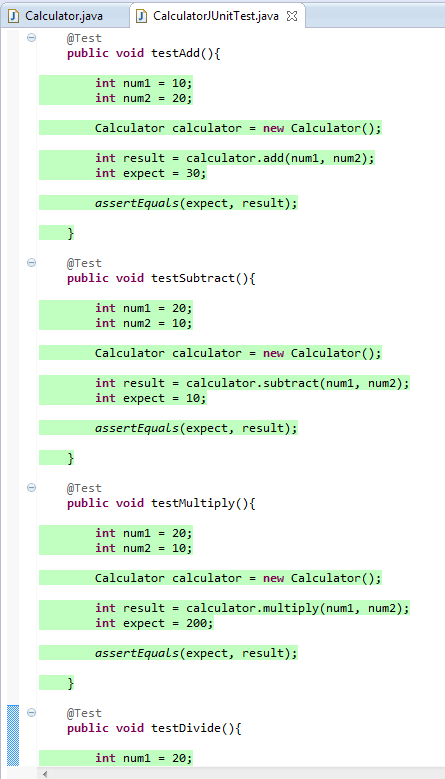 Calculator.java CalculatorJUnitTest.java
@Test
public void testAdd(){
int num1 = 10;
int num2 = 20;
Calculator calculator = new Calculator();
int result = calculator.add(num1, num2);
int expect = 30;
assertEquals(expect, result);
}
@Test
public void testSubtract(){
int num1 = 20;
int num2 = 10;
Calculator calculator = new Calculator();
int result = calculator.subtract(num1, num2);
int expect = 10;
assertEquals(expect, result);
}
@Test
public void testMultiply(){
int num1 = 20;
int num2 = 10;
Calculator calculator = new Calculator();
int result = calculator.multiply(num1, num2);
int expect = 200;
assertEquals(expect, result);
}
@Test
public void testDivide(){
int num1 = 20;